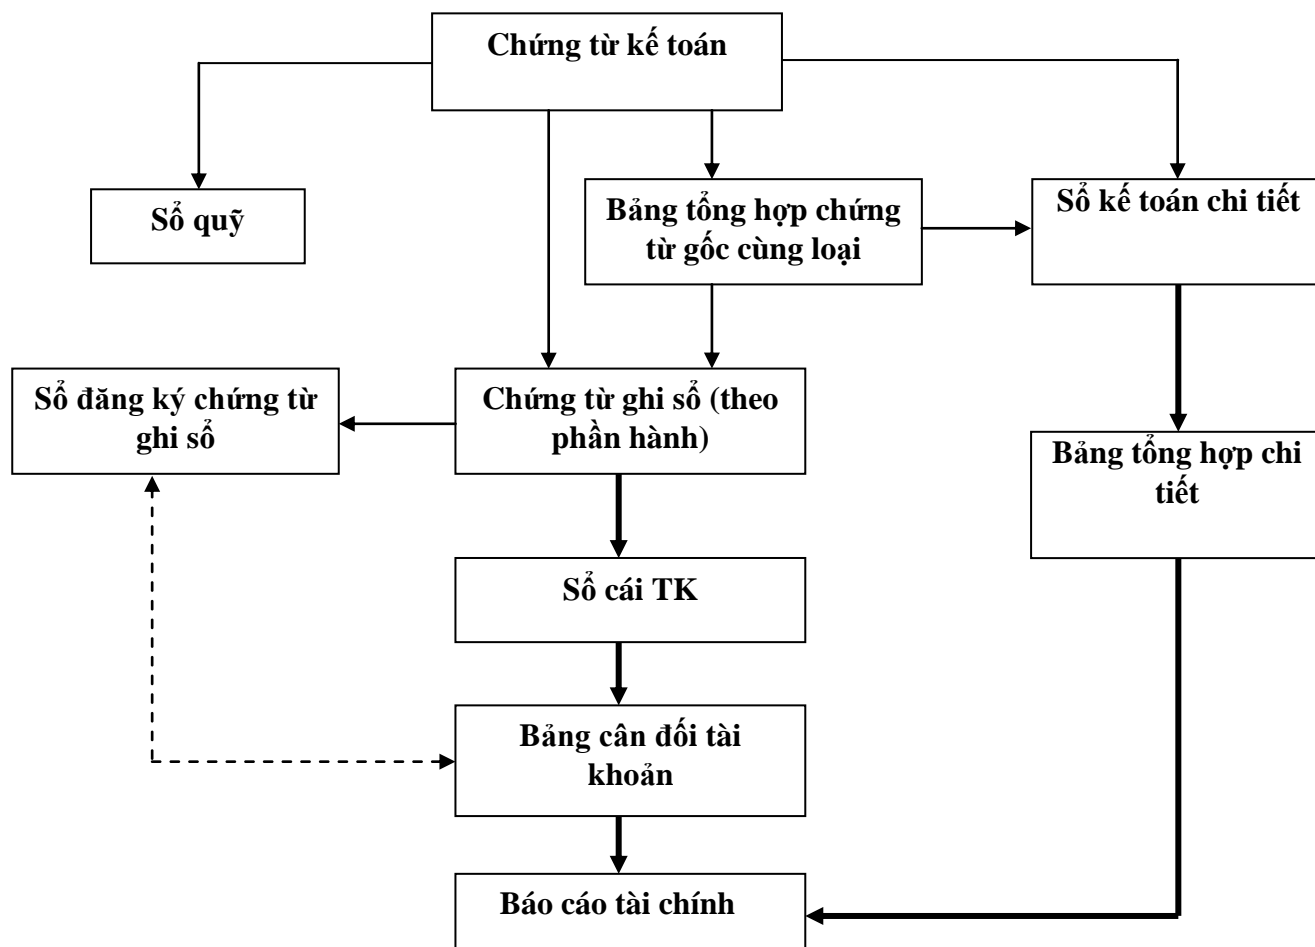 Chứng từ kế toán
Sổ quỹ
Bảng tổng hợp chứng
từ gốc cùng loại
Sổ kế toán chi tiết
Sổ đăng ký chứng từ
ghi sổ
Chứng từ ghi sổ (theo
phần hành)
Bảng tổng hợp chi
tiết
Sổ cái TK
Bảng cân đối tài
khoản
Báo cáo tài chính